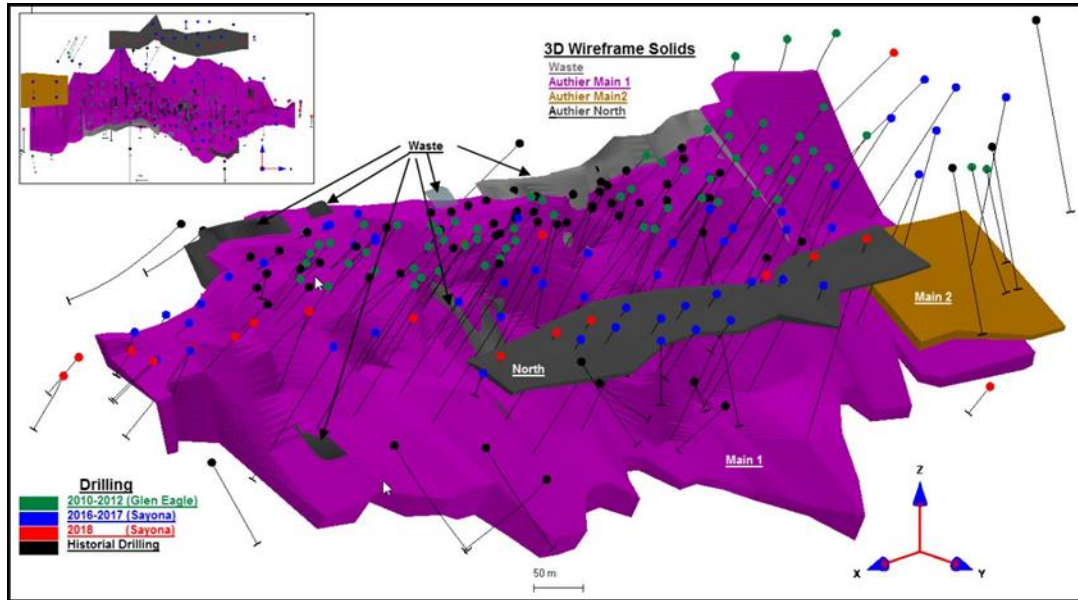 3D Wireframe Solids
Waste
Authier Main 1
Authier Main2
Authier North
Waste
Main 2
North
Main 1
Drilling
2010-2012 (Glen Eagle)
2016-2017 (Sayona)
2018 (Sayona)
Historial Drilling
50 m
Z
X
Y